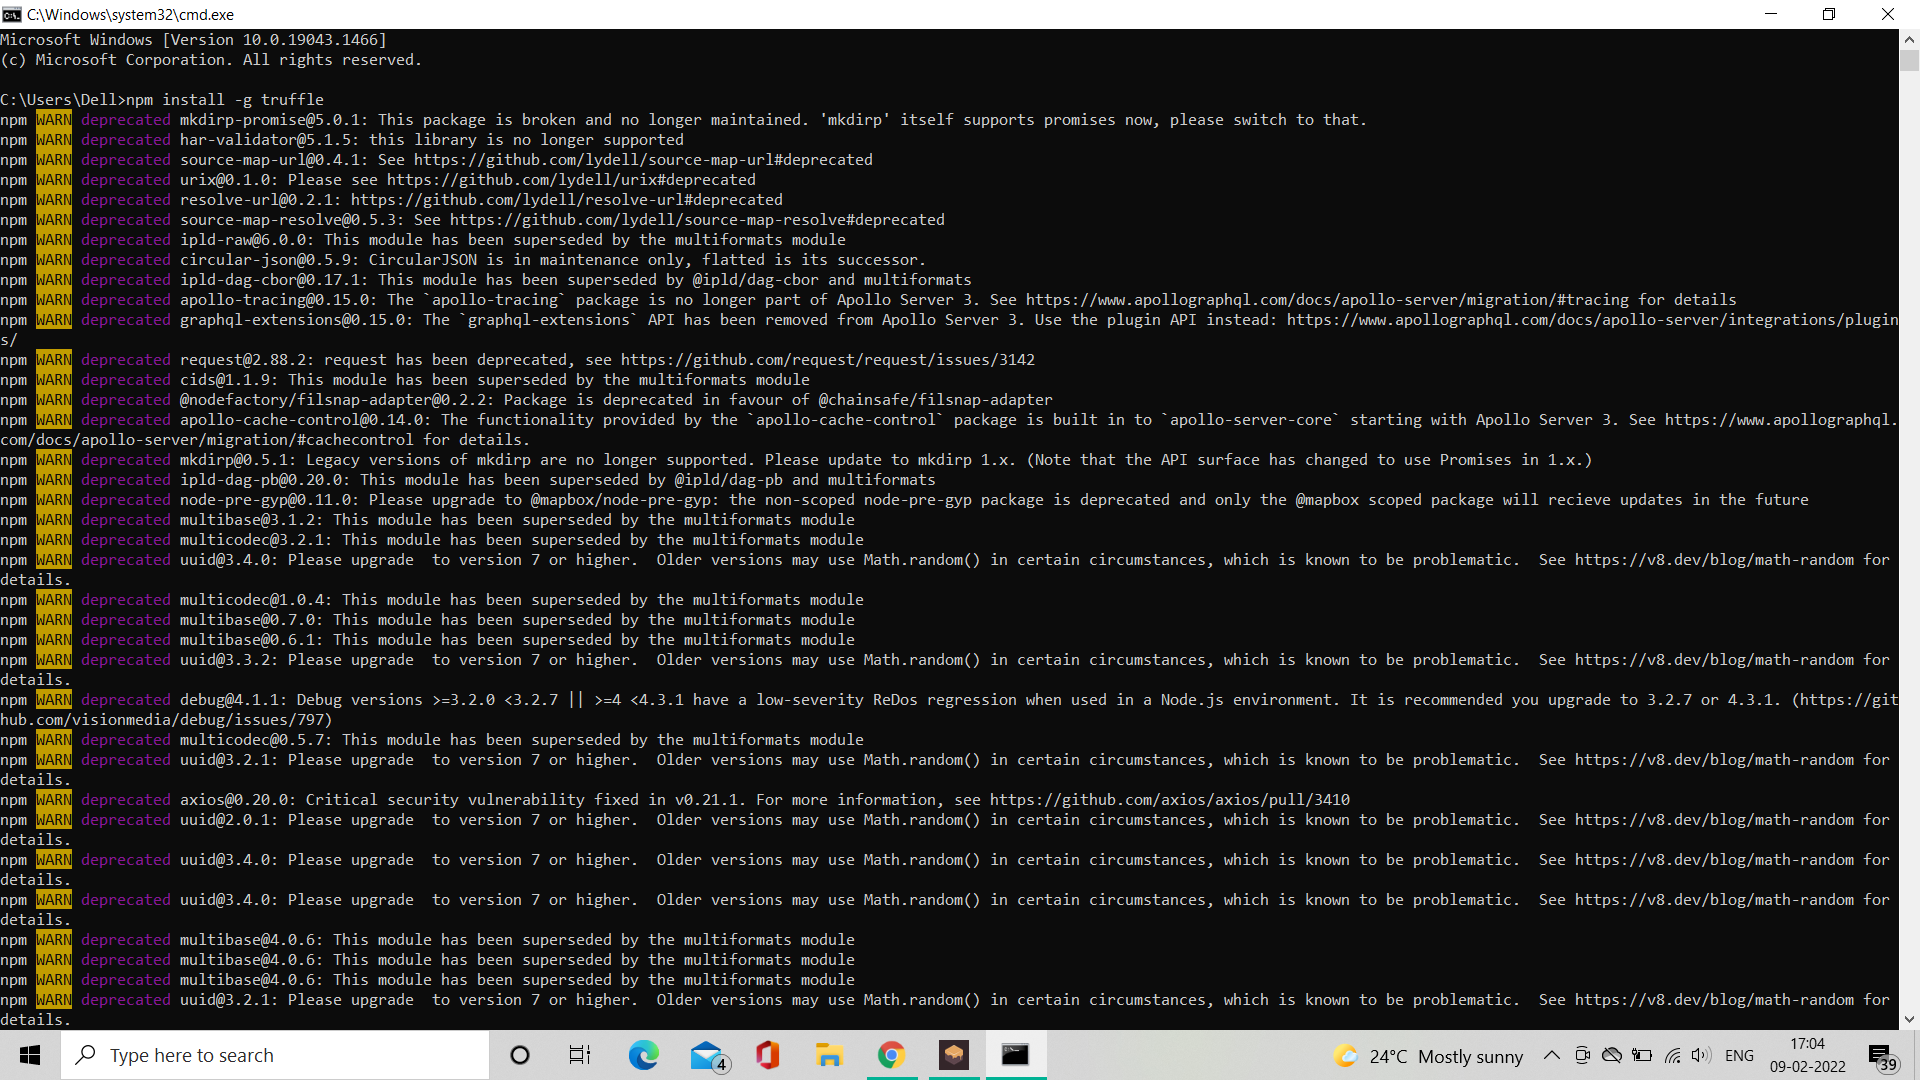 C:\Windows\system32\cmd.exe
Microsoft Windows [Version 10.0.19043.1466]
(c) Microsoft Corporation. All rights reserved.
C:\Users\Dell>npm install -g truffle
npm WARN deprecated mkdirp-promise@5.0.1: This package is broken and no longer maintained. 'mkdirp' itself supports promises now, please switch to that.
npm WARN deprecated har-validator@5.1.5: this library is no longer supported
npm WARN deprecated source-map-url@0.4.1: See https://github.com/lydell/source-map-url#deprecated
npm WARN deprecated urix@0.1.0: Please see https://github.com/lydell/urix#deprecated
npm WARN deprecated resolve-url@0.2.1: https://github.com/lydell/resolve-url#deprecated
npm WARN deprecated source-map-resolve@0.5.3: See https://github.com/lydell/source-map-resolve#deprecated
npm WARN deprecated ipld-raw@6.0.0: This module has been superseded by the multiformats module
npm WARN deprecated circular-json@0.5.9: CircularJSON is in maintenance only, flatted is its successor.
npm WARN deprecated ipld-dag-cbor@0.17.1: This module has been superseded by @ipld/dag-cbor and multiformats
npm WARN deprecated apollo-tracing@0.15.0: The `apollo-tracing` package is no longer part of Apollo Server 3. See https://www.apollographql.com/docs/apollo-server/migration/#tracing for details
npm WARN deprecated graphql-extensions@0.15.0: The `graphql-extensions` API has been removed from Apollo Server 3. Use the plugin API instead: https://www.apollographql.com/docs/apollo-server/integrations/plugin
s/
npm WARN deprecated request@2.88.2: request has been deprecated, see https://github.com/request/request/issues/3142
npm WARN deprecated cids@1.1.9: This module has been superseded by the multiformats module
npm WARN deprecated @nodefactory/filsnap-adapter@0.2.2: Package is deprecated in favour of @chainsafe/filsnap-adapter
npm WARN deprecated apollo-cache-control@0.14.0: The functionality provided by the `apollo-cache-control` package is built in to `apollo-server-core` starting with Apollo Server 3. See https://www.apollographql.
com/docs/apollo-server/migration/#cachecontrol for details.
npm WARN deprecated mkdirp@0.5.1: Legacy versions of mkdirp are no longer supported. Please update to mkdirp 1.x. (Note that the API surface has changed to use Promises in 1.x.)
npm WARN deprecated ipld-dag-pb@0.20.0: This module has been superseded by @ipld/dag-pb and multiformats
npm WARN deprecated node-pre-gyp@0.11.0: Please upgrade to @mapbox/node-pre-gyp: the non-scoped node-pre-gyp package is deprecated and only the @mapbox scoped package will recieve updates in the future
npm WARN deprecated multibase@3.1.2: This module has been superseded by the multiformats module
npm WARN deprecated multicodec@3.2.1: This module has been superseded by the multiformats module
npm WARN deprecated uuid@3.4.0: Please upgrade  to version 7 or higher.  Older versions may use Math.random() in certain circumstances, which is known to be problematic.  See https://v8.dev/blog/math-random for
details.
npm WARN deprecated multicodec@1.0.4: This module has been superseded by the multiformats module
npm WARN deprecated multibase@0.7.0: This module has been superseded by the multiformats module
npm WARN deprecated multibase@0.6.1: This module has been superseded by the multiformats module
npm WARN deprecated uuid@3.3.2: Please upgrade  to version 7 or higher.  Older versions may use Math.random() in certain circumstances, which is known to be problematic.  See https://v8.dev/blog/math-random for
details.
npm WARN deprecated debug@4.1.1: Debug versions >=3.2.0 <3.2.7 || >=4 <4.3.1 have a low-severity ReDos regression when used in a Node.js environment. It is recommended you upgrade to 3.2.7 or 4.3.1. (https://git
hub.com/visionmedia/debug/issues/797)
npm WARN deprecated multicodec@0.5.7: This module has been superseded by the multiformats module
npm WARN deprecated uuid@3.2.1: Please upgrade  to version 7 or higher.  Older versions may use Math.random() in certain circumstances, which is known to be problematic.  See https://v8.dev/blog/math-random for
details.
npm WARN deprecated axios@0.20.0: Critical security vulnerability fixed in v0.21.1. For more information, see https://github.com/axios/axios/pull/3410
npm WARN deprecated uuid@2.0.1: Please upgrade  to version 7 or higher.  Older versions may use Math.random() in certain circumstances, which is known to be problematic.  See https://v8.dev/blog/math-random for
details.
npm WARN deprecated uuid@3.4.0: Please upgrade  to version 7 or higher.  Older versions may use Math.random() in certain circumstances, which is known to be problematic.  See https://v8.dev/blog/math-random for
details.
npm WARN deprecated uuid@3.4.0: Please upgrade  to version 7 or higher.  Older versions may use Math.random() in certain circumstances, which is known to be problematic.  See https://v8.dev/blog/math-random for
details.
npm WARN deprecated multibase@4.0.6: This module has been superseded by the multiformats module
npm WARN deprecated multibase@4.0.6: This module has been superseded by the multiformats module
npm WARN deprecated multibase@4.0.6: This module has been superseded by the multiformats module
npm WARN deprecated uuid@3.2.1: Please upgrade  to version 7 or higher.  Older versions may use Math.random() in certain circumstances, which is known to be problematic.  See https://v8.dev/blog/math-random for
details.
Type here to search
4
24°C Mostly sunny
ENG
17:04
09-02-2022
39